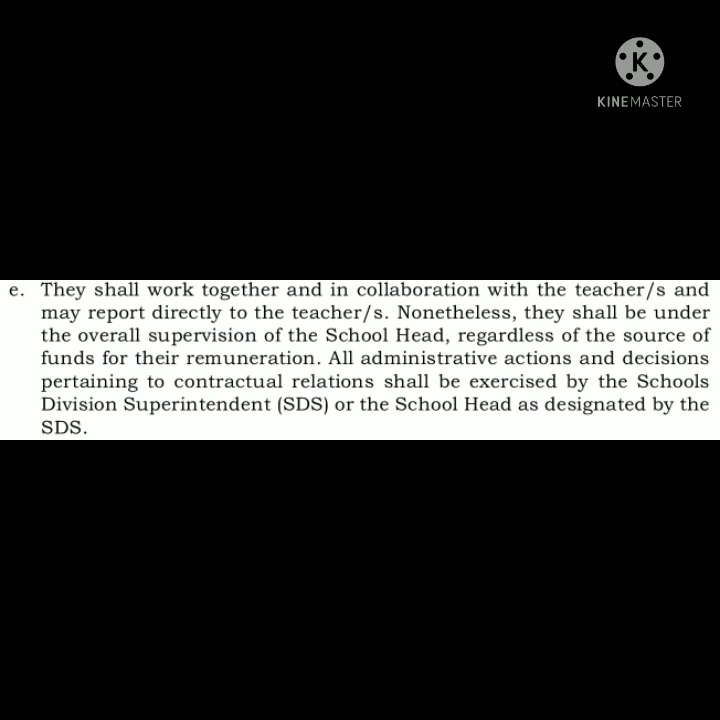 K
KINEMASTER
e. They shall work together and in collaboration with the teacher/s and
may report directly to the teacher/s. Nonetheless, they shall be under
the overall supervision of the School Head, regardless of the source of
funds for their remuneration. All administrative actions and decisions
pertaining to contractual relations shall be exercised by the Schools
Division Superintendent (SDS) or the School Head as designated by the
SDS.